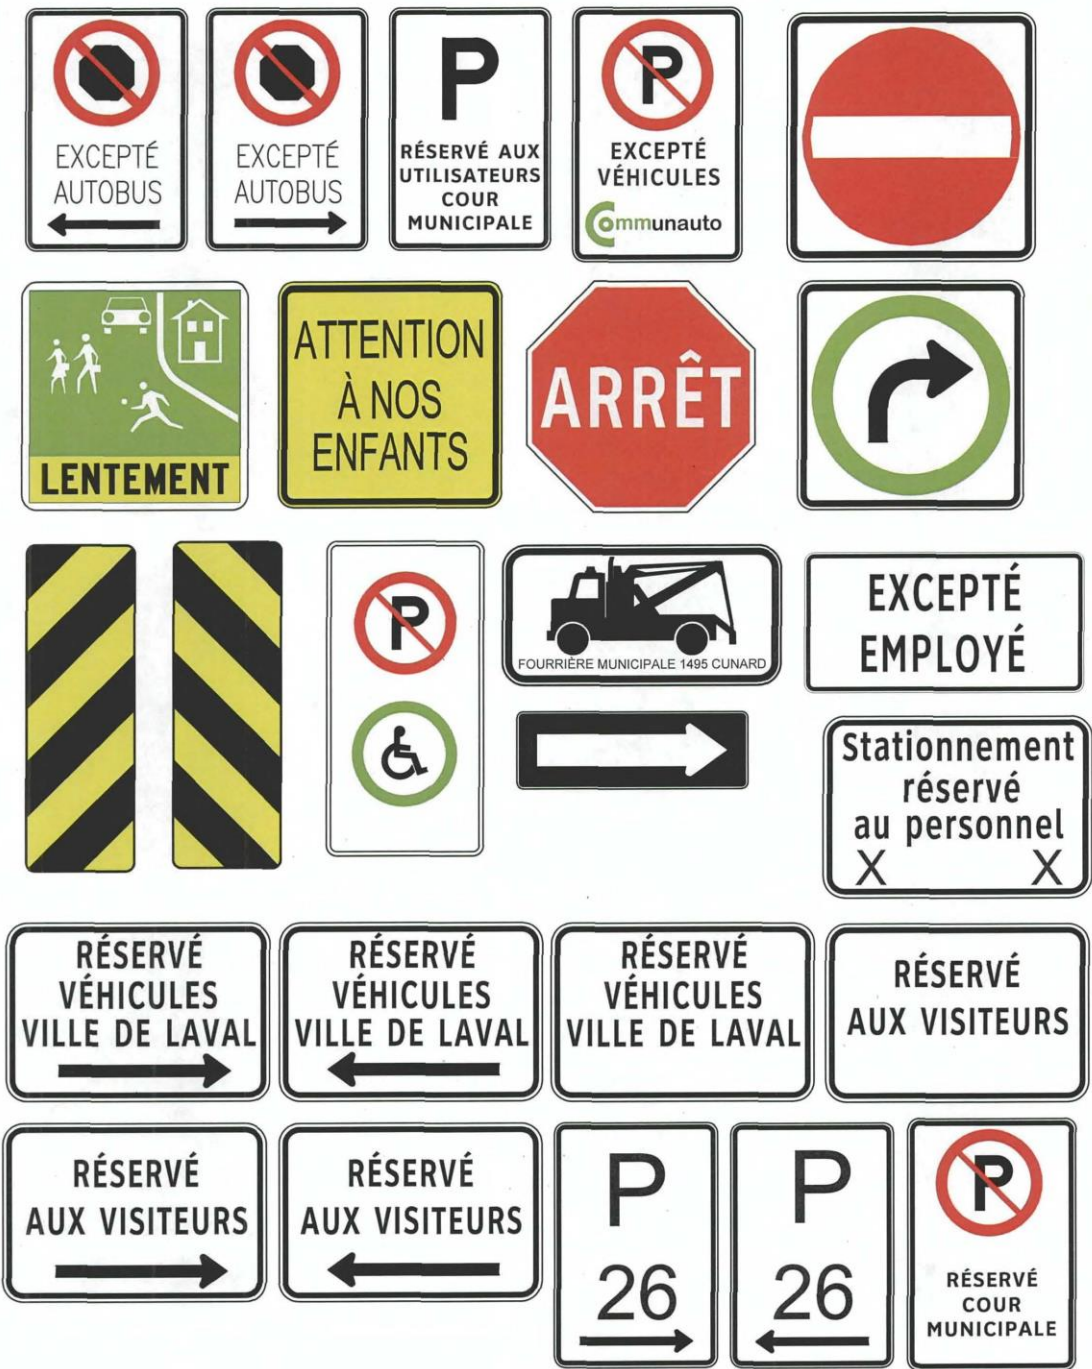 EXCEPTÉ
AUTOBUS
EXCEPTÉ
AUTOBUS
P
RÉSERVÉ AUX
UTILISATEURS
COUR
MUNICIPALE
P
EXCEPTÉ
VÉHICULES
Communauto
LENTEMENT
ATTENTION
À NOS
ENFANTS
ARRÊT
P
FOURRIÈRE MUNICIPALE 1495 CUNARD
EXCEPTÉ
EMPLOYÉ
Stationnement
réservé
au personnel
X X
RÉSERVÉ
VÉHICULES
VILLE DE LAVAL
RÉSERVÉ
VÉHICULES
VILLE DE LAVAL
RÉSERVÉ
VÉHICULES
VILLE DE LAVAL
RÉSERVÉ
AUX VISITEURS
RÉSERVÉ
AUX VISITEURS
RÉSERVÉ
AUX VISITEURS
P
26
P
26
P
RÉSERVÉ
COUR
MUNICIPALE